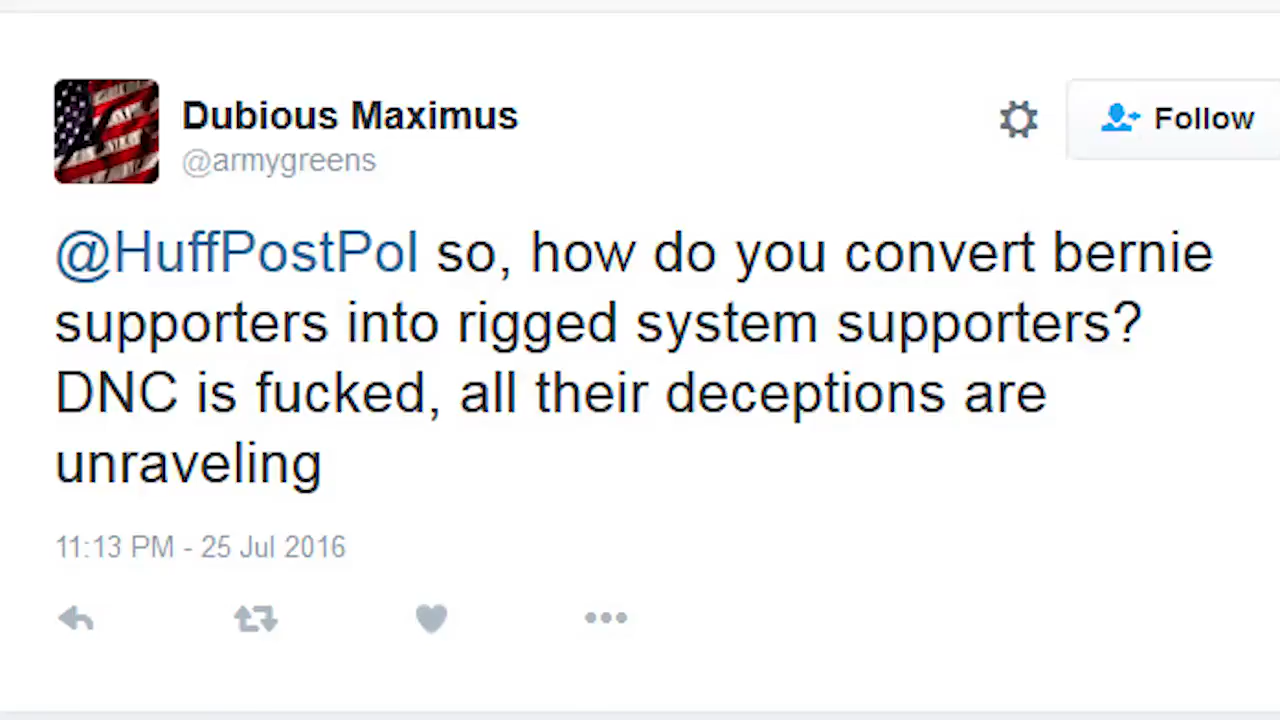 Dubious Maximus
@armygreens
Follow
@HuffPostPol so, how do you convert bernie
supporters into rigged system supporters?
DNC is fucked, all their deceptions are
unraveling
11:13 PM - 25 Jul 2016